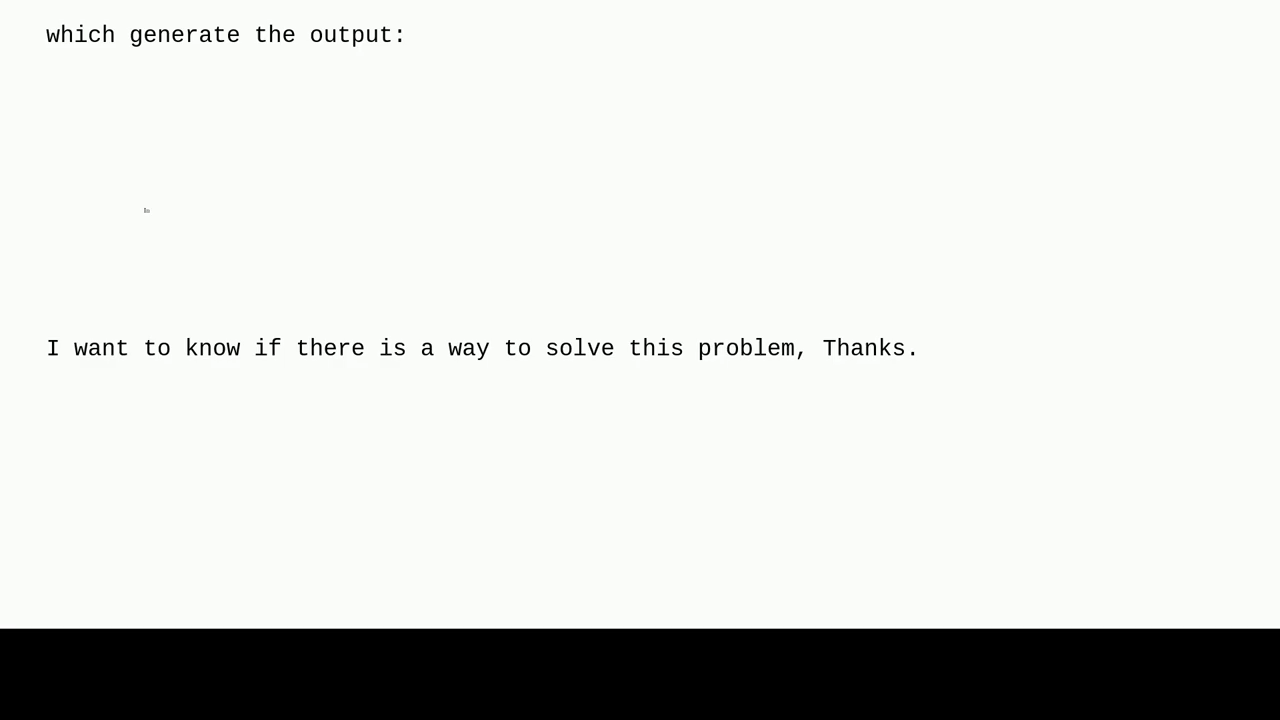 which generate the output:
I want to know if there is a way to solve this problem, Thanks.